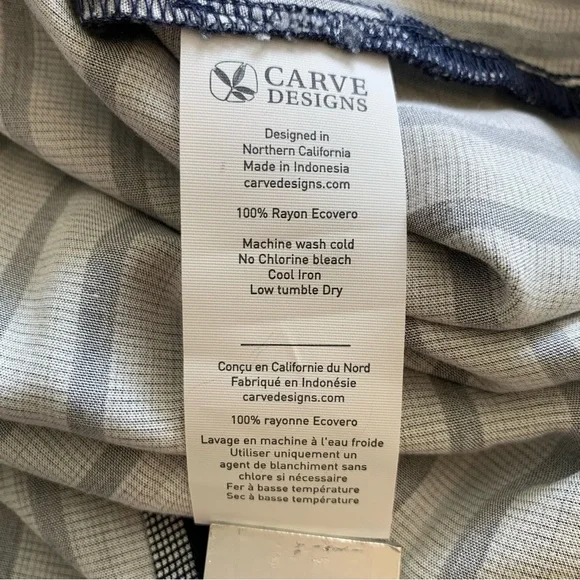 CARVE
DESIGNS
Designed in
Northern California
Made in Indonesia
carvedesigns.com
100% Rayon Ecovero
Machine wash cold
No Chlorine bleach
Cool Iron
Low tumble Dry
Conçu en Californie du Nord
Fabriqué en Indonésie
carvedesigns.com
100% rayonne Ecovero
Lavage en machine à l'eau froide
Utiliser uniquement un
agent de blanchiment sans
chlore si nécessaire
Fer à basse température
Sec à basse température